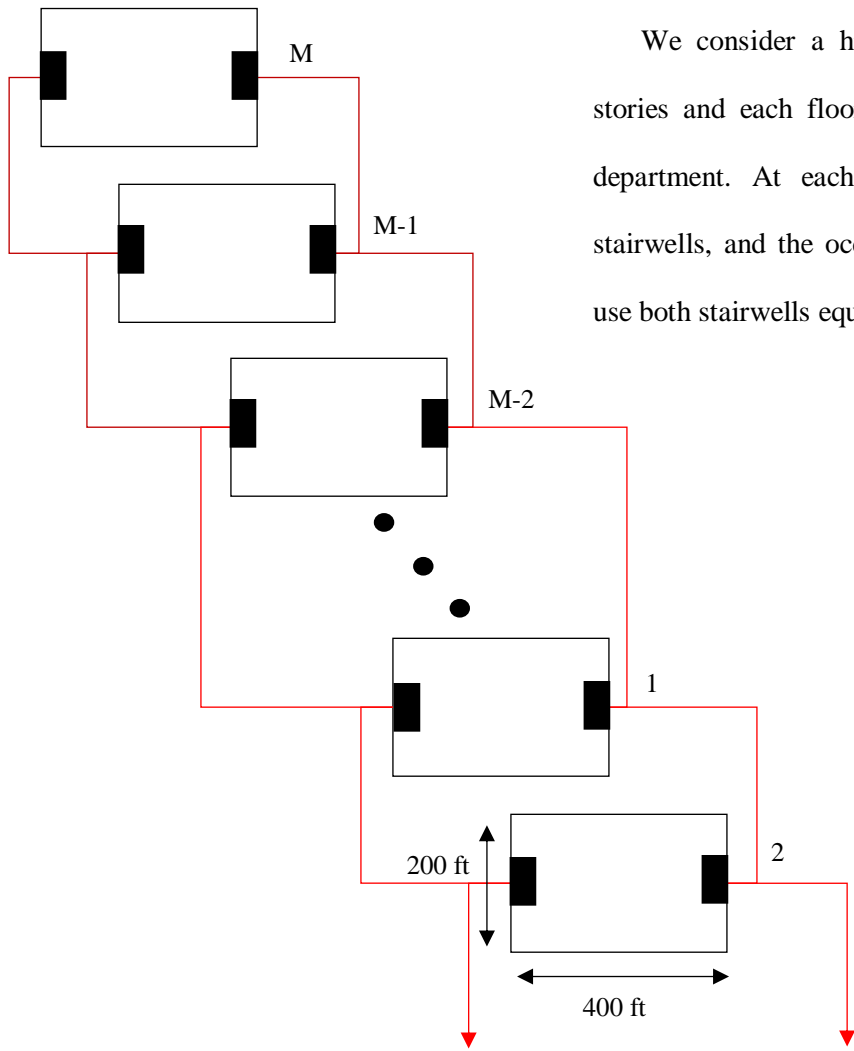 We consider a h
stories and each floo
department. At each
stairwells, and the oc
use both stairwells equ
M
M-1
M-2
1
2
200 ft
400 ft